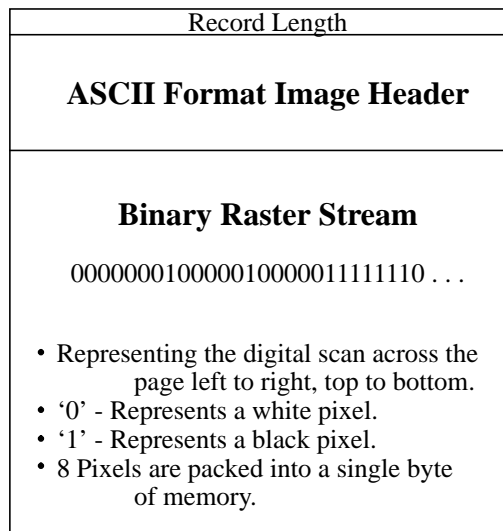 Record Length
ASCII Format Image Header
Binary Raster Stream
000000010000010000011111110 . . .
• Representing the digital scan across the
page left to right, top to bottom.
• ‘0’ - Represents a white pixel.
• ‘1’ - Represents a black pixel.
• 8 Pixels are packed into a single byte
of memory.